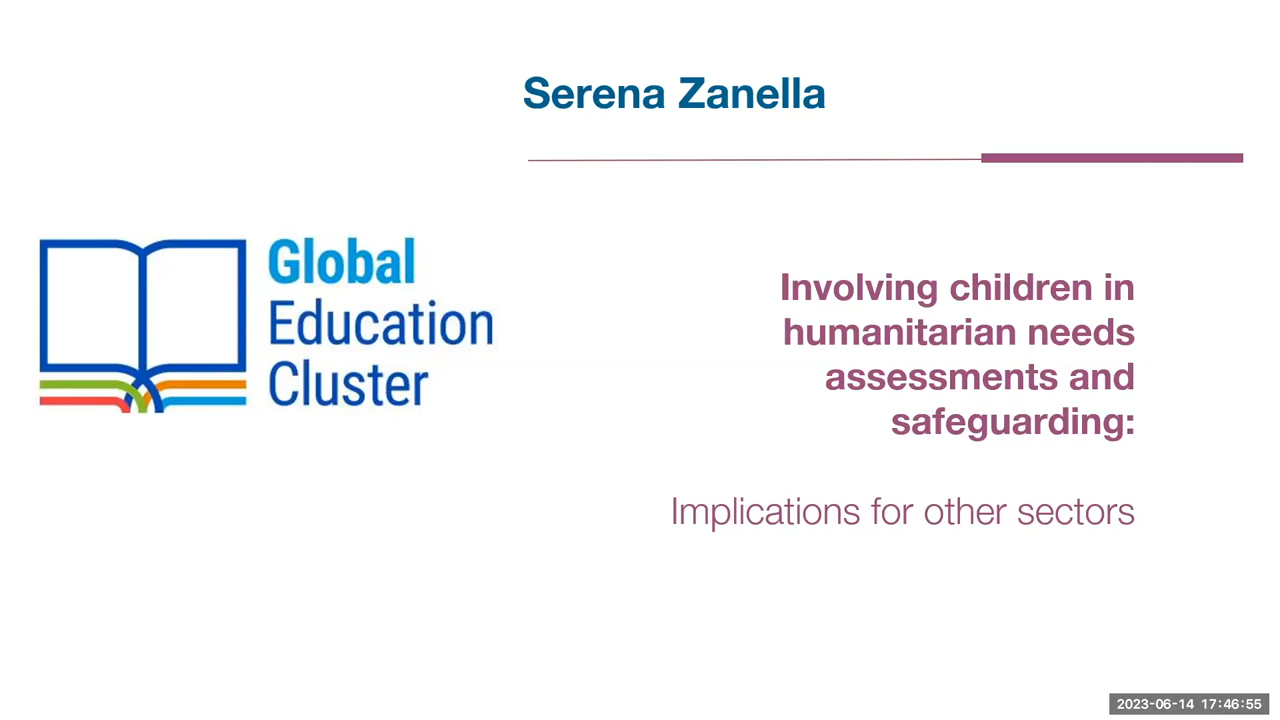 Serena Zanella
Global
Education
Cluster
Involving children in
humanitarian needs
assessments and
safeguarding:
Implications for other sectors
2023-06-14 17:46:55